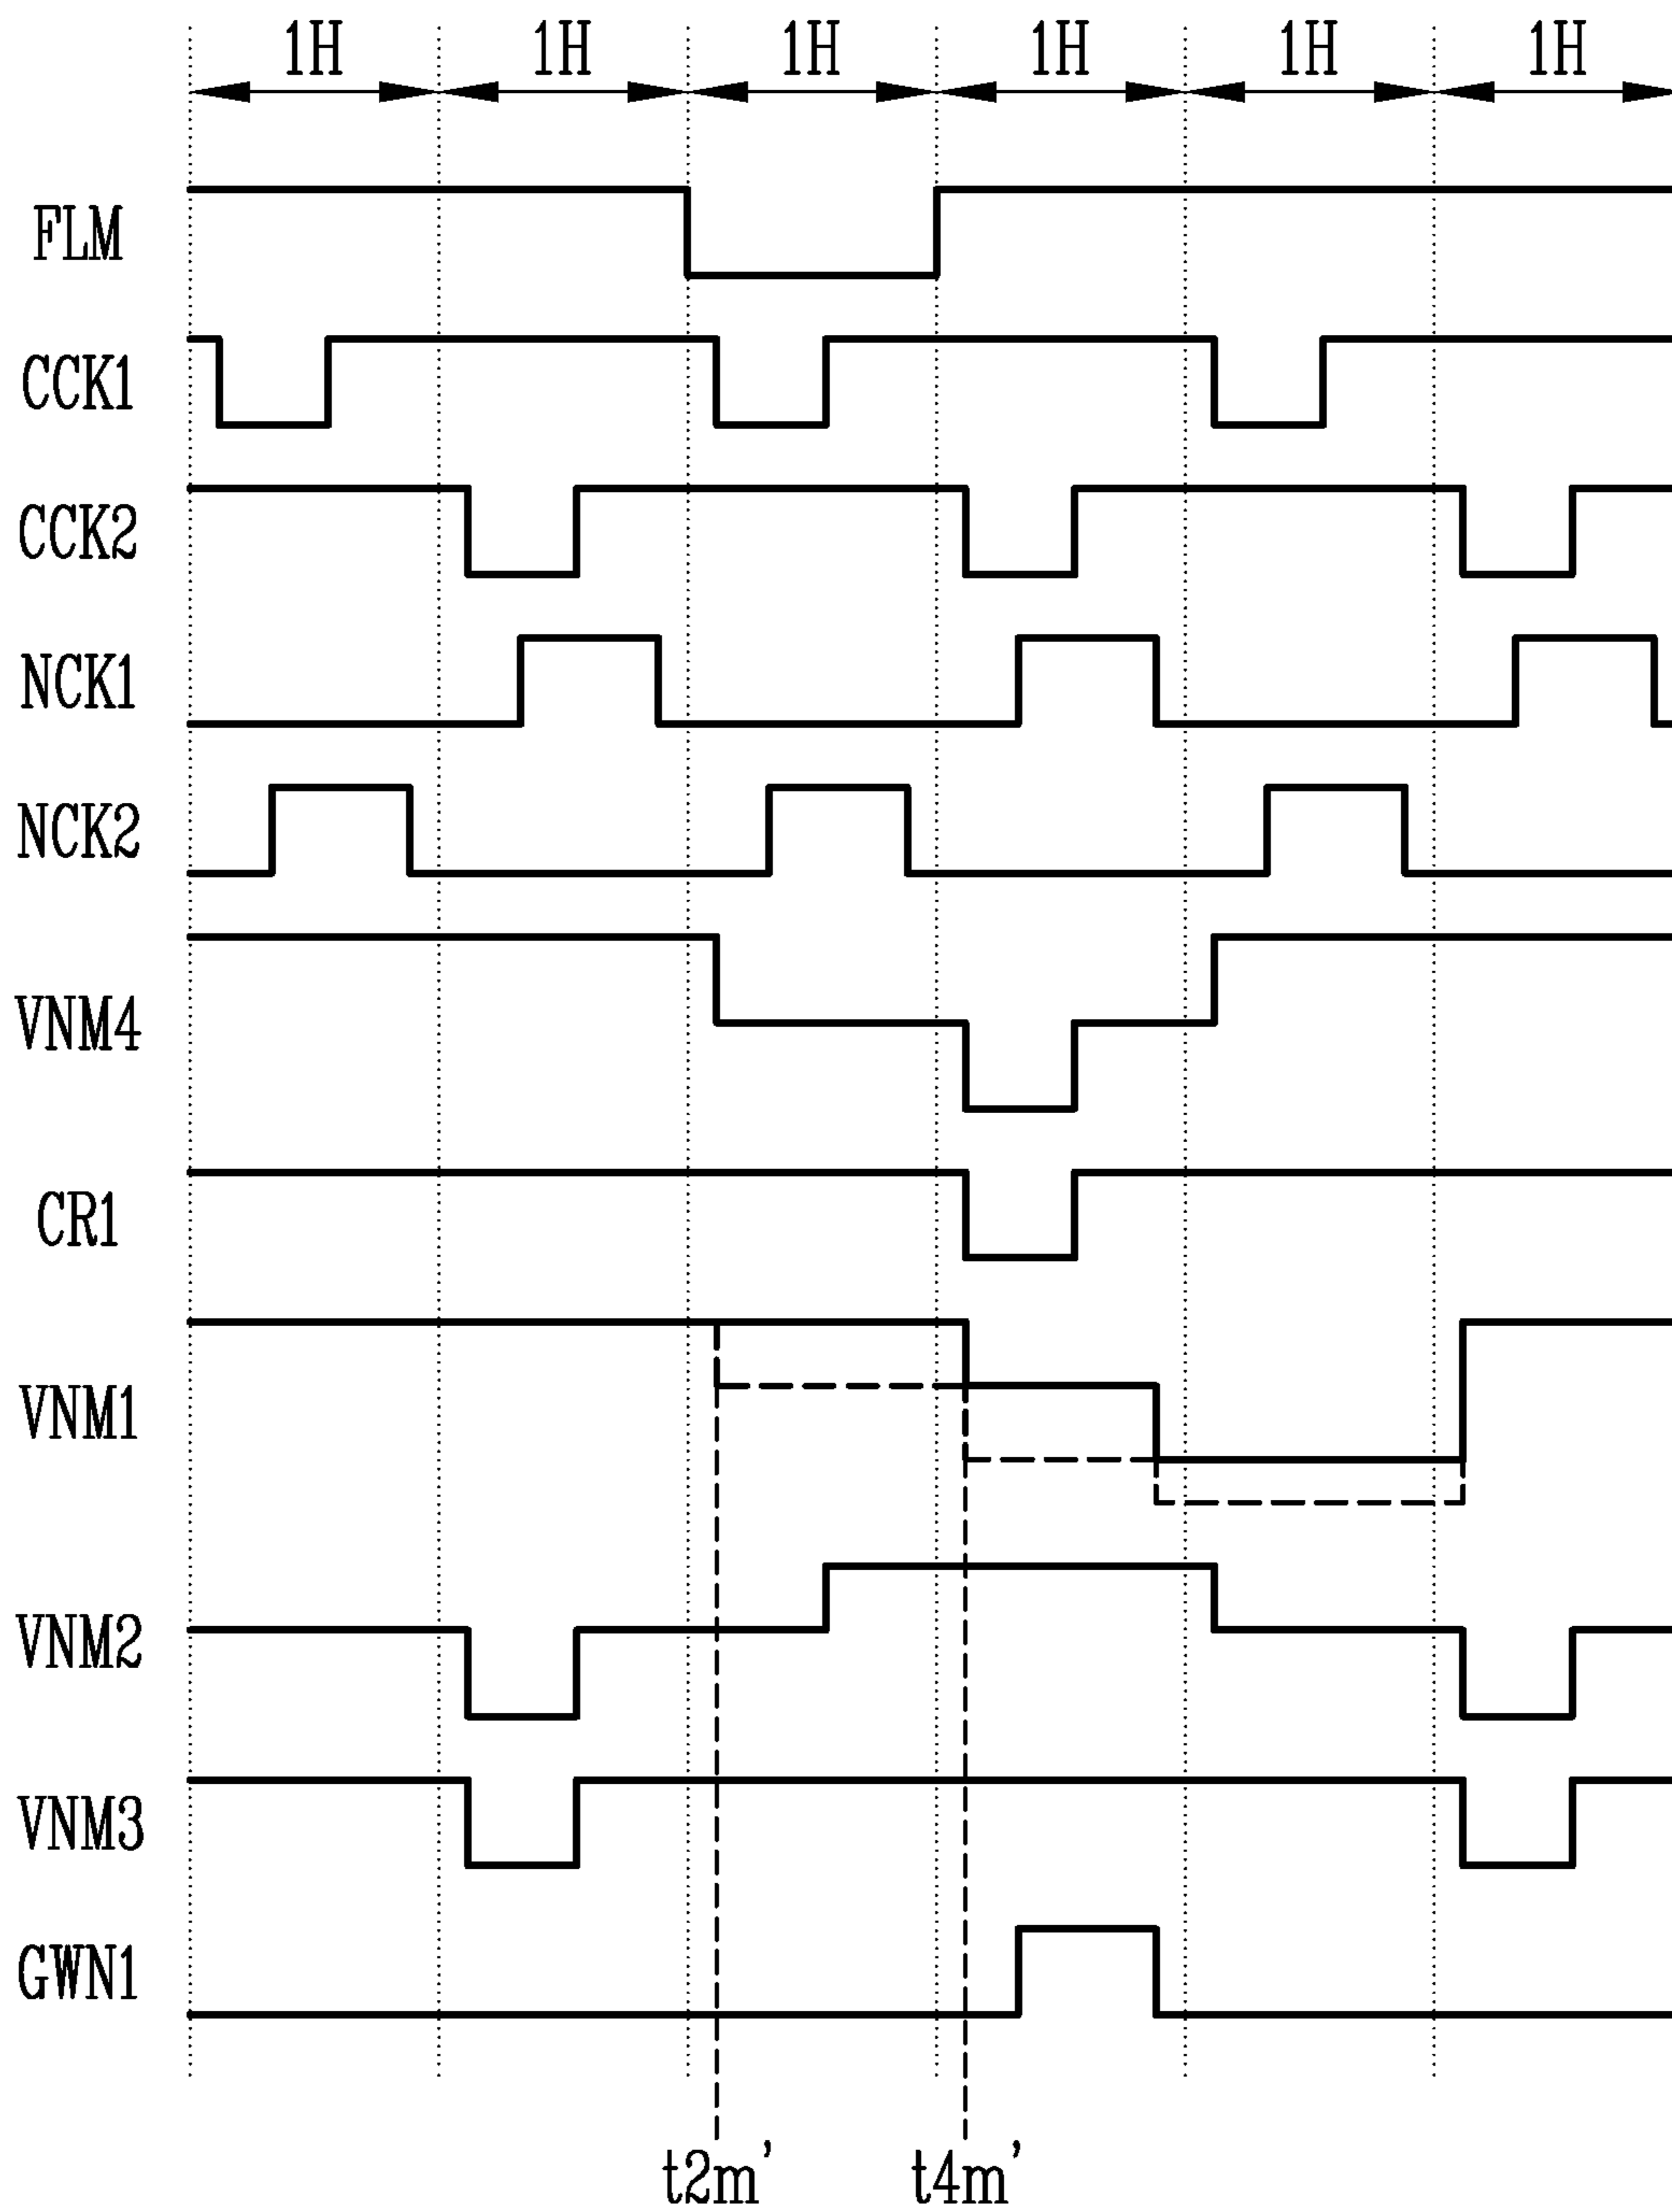 1H 1H 1H 1H 1H 1H
FLM
CCK1
CCK2
NCK1
NCK2
VNM4
CR1
VNM1
VNM2
VNM3
GWN1
t2m' t4m'